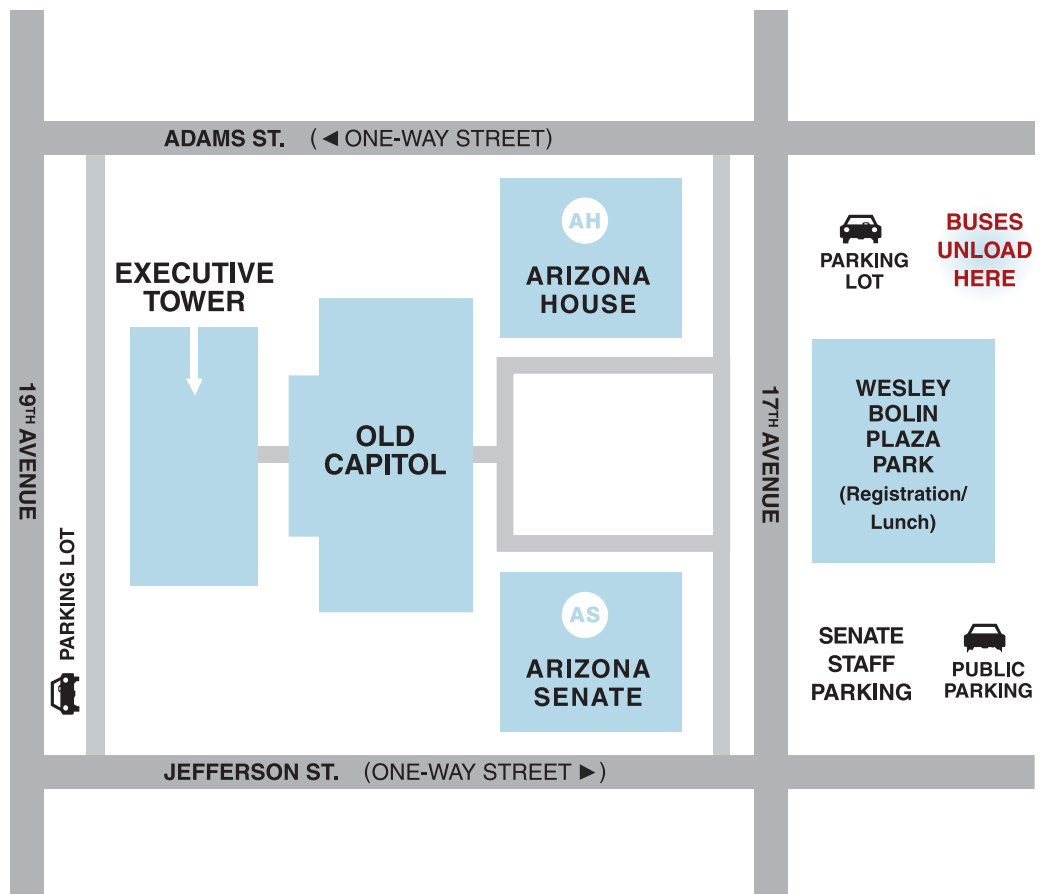 ADAMS ST. (◄ ONE-WAY STREET)
AH
ARIZONA
HOUSE
PARKING
LOT
BUSES
UNLOAD
HERE
EXECUTIVE
TOWER
OLD
CAPITOL
19TH AVENUE
17TH AVENUE
WESLEY
BOLIN
PLAZA
PARK
(Registration/
Lunch)
PARKING LOT
AS
ARIZONA
SENATE
SENATE
STAFF
PARKING
PUBLIC
PARKING
JEFFERSON ST. (ONE-WAY STREET ►)